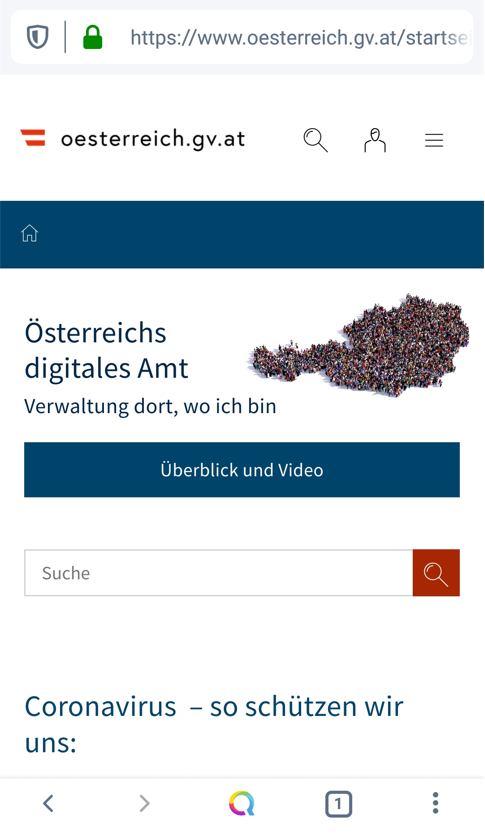 https://www.oesterreich.gv.at/startsei
oesterreich.gv.at
Österreichs
digitales Amt
Verwaltung dort, wo ich bin
Überblick und Video
Suche
Coronavirus – so schützen wir
uns:
1